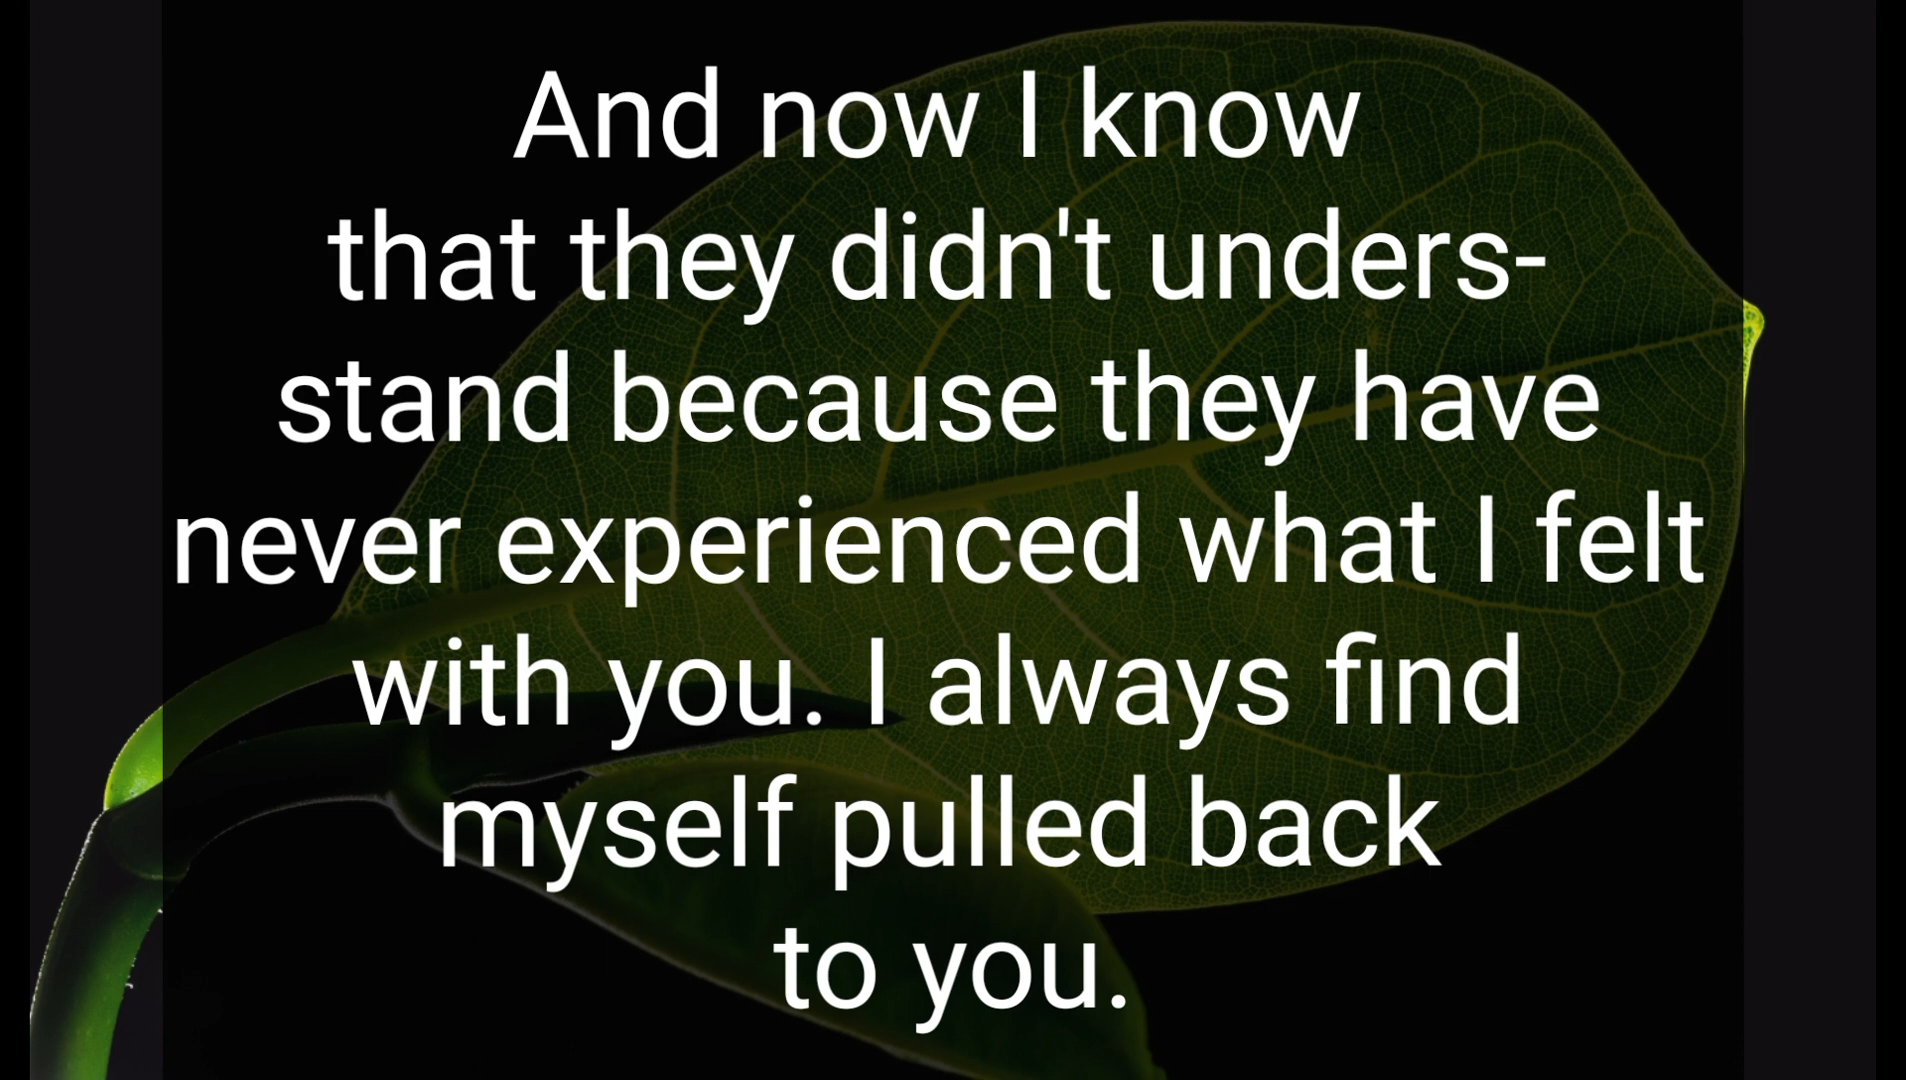 And now I know
that they didn't unders-
stand because they have
never experienced what I felt
with you. I always find
myself pulled back
to you.